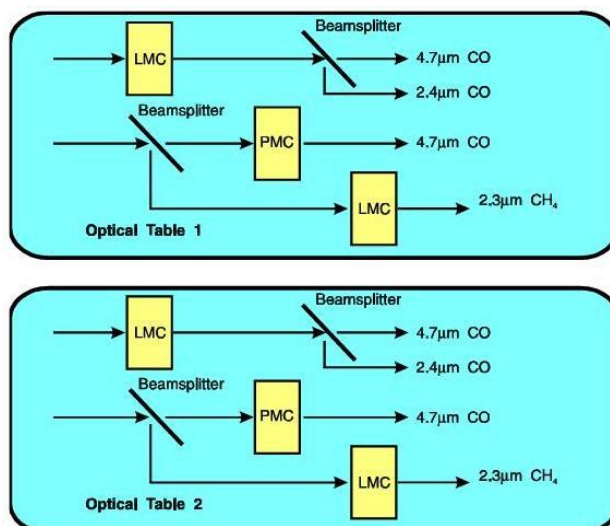 Beamsplitter
LMC
4.7μm CO
2.4μm CO
Beamsplitter
PMC
4.7μm CO
LMC
2.3μm CH₄
Optical Table 1
Beamsplitter
LMC
4.7μm CO
2.4μm CO
Beamsplitter
PMC
4.7μm CO
LMC
2.3μm CH₄
Optical Table 2